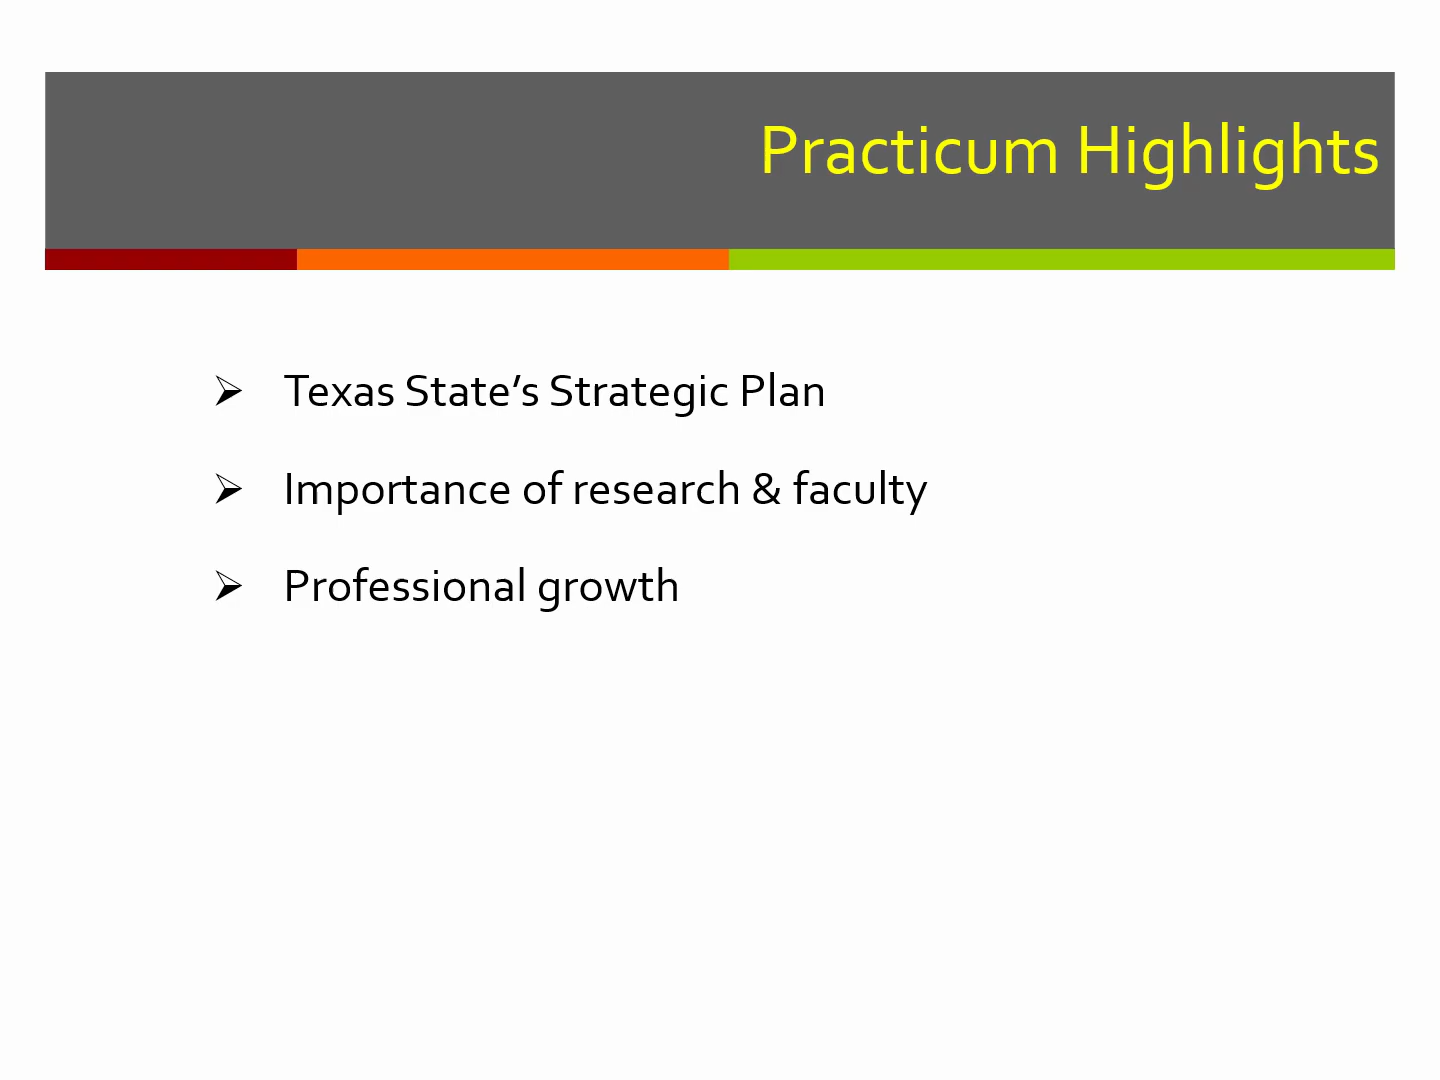 Practicum Highlights
➢ Texas State’s Strategic Plan
➢ Importance of research & faculty
➢ Professional growth